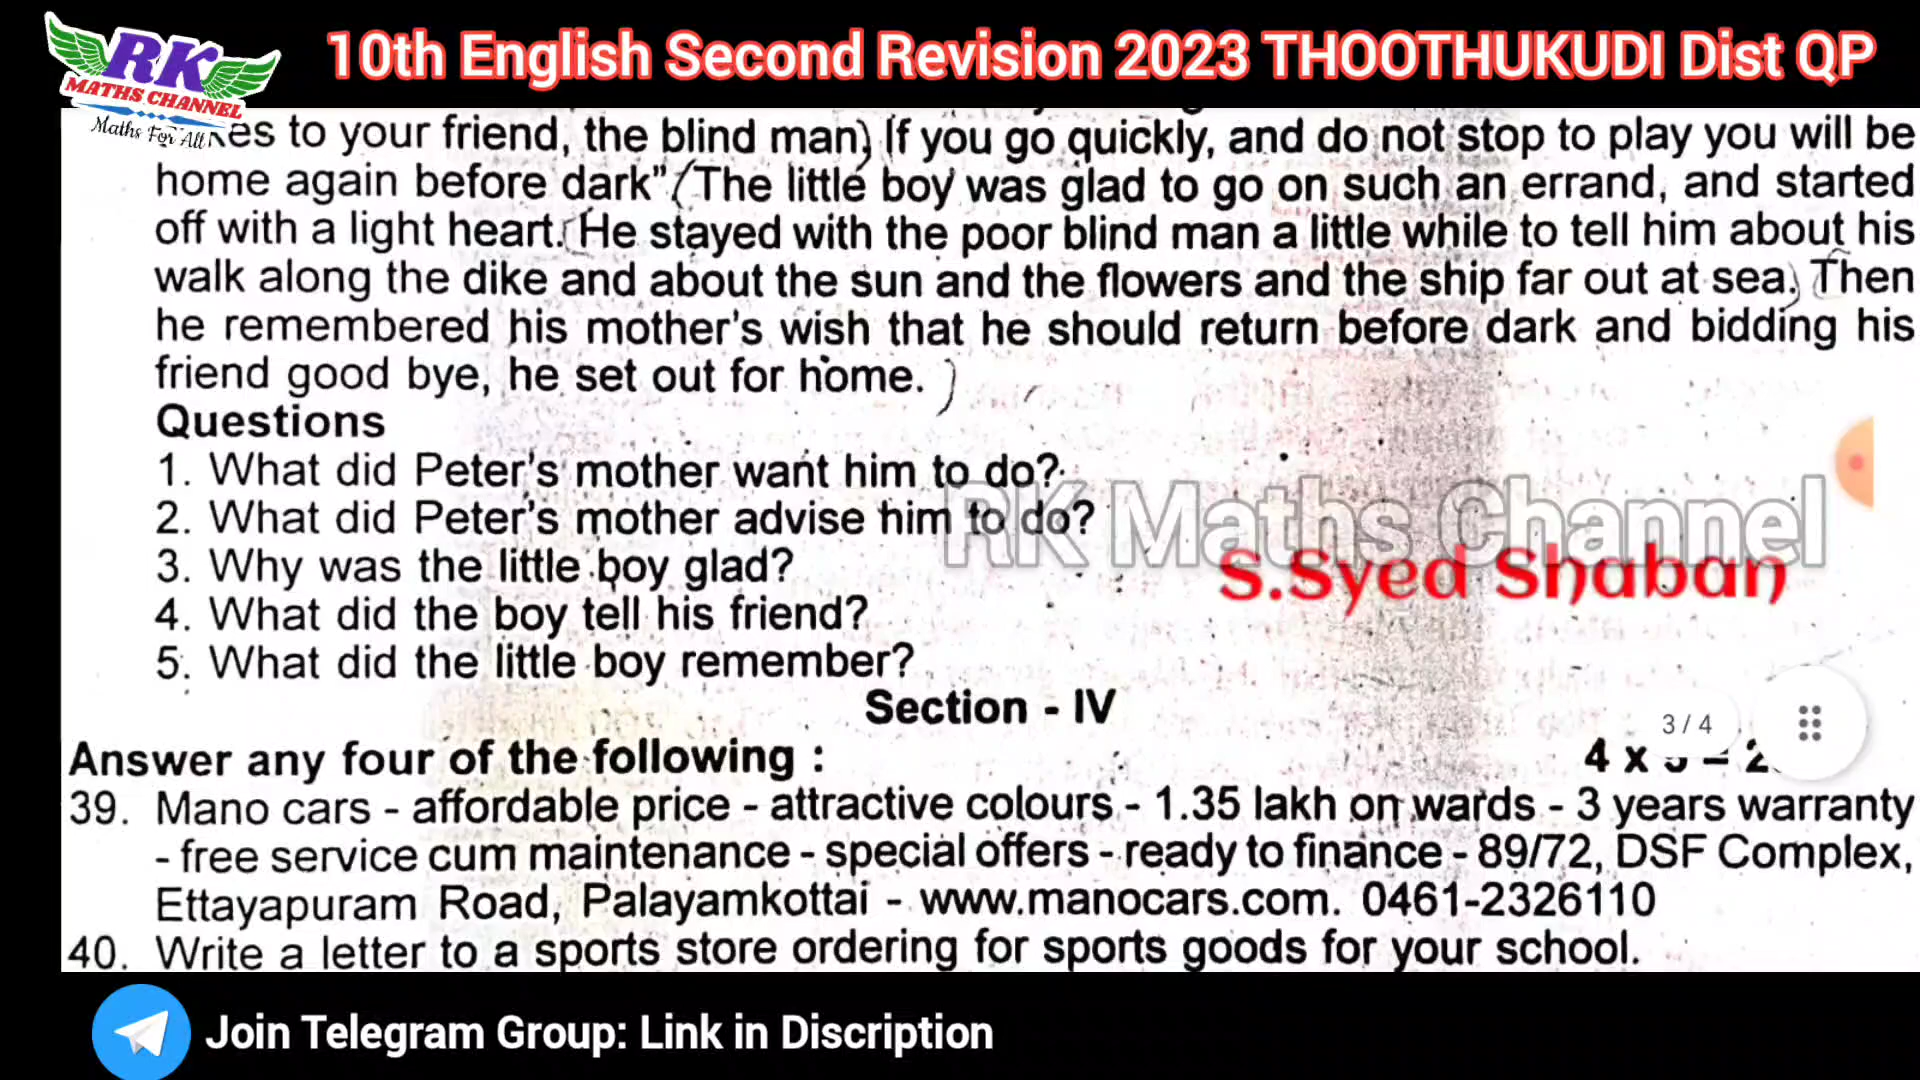 RK
MATHS CHANNEL
Maths For All
10th English Second Revision 2023 THOOTHUKUDI Dist QP
to your friend, the blind man) If you go quickly, and do not stop to play you will be
home again before dark" (The little boy was glad to go on such an errand, and started
off with a light heart. (He stayed with the poor blind man a little while to tell him about his
walk along the dike and about the sun and the flowers and the ship far out at sea.) Then
he remembered his mother's wish that he should return before dark and bidding his
friend good bye, he set out for home. )
Questions
1. What did Peter's mother want him to do?
2. What did Peter's mother advise him to do?
3. Why was the little boy glad?
4. What did the boy tell his friend?
5. What did the little boy remember?
RK Maths Channel
S.Syed Shaban
Section - IV
3 / 4
Answer any four of the following :
4 x
39. Mano cars - affordable price - attractive colours - 1.35 lakh on wards - 3 years warranty
- free service cum maintenance - special offers - ready to finance - 89/72, DSF Complex,
Ettayapuram Road, Palayamkottai - www.manocars.com. 0461-2326110
40. Write a letter to a sports store ordering for sports goods for your school.
Join Telegram Group: Link in Discription